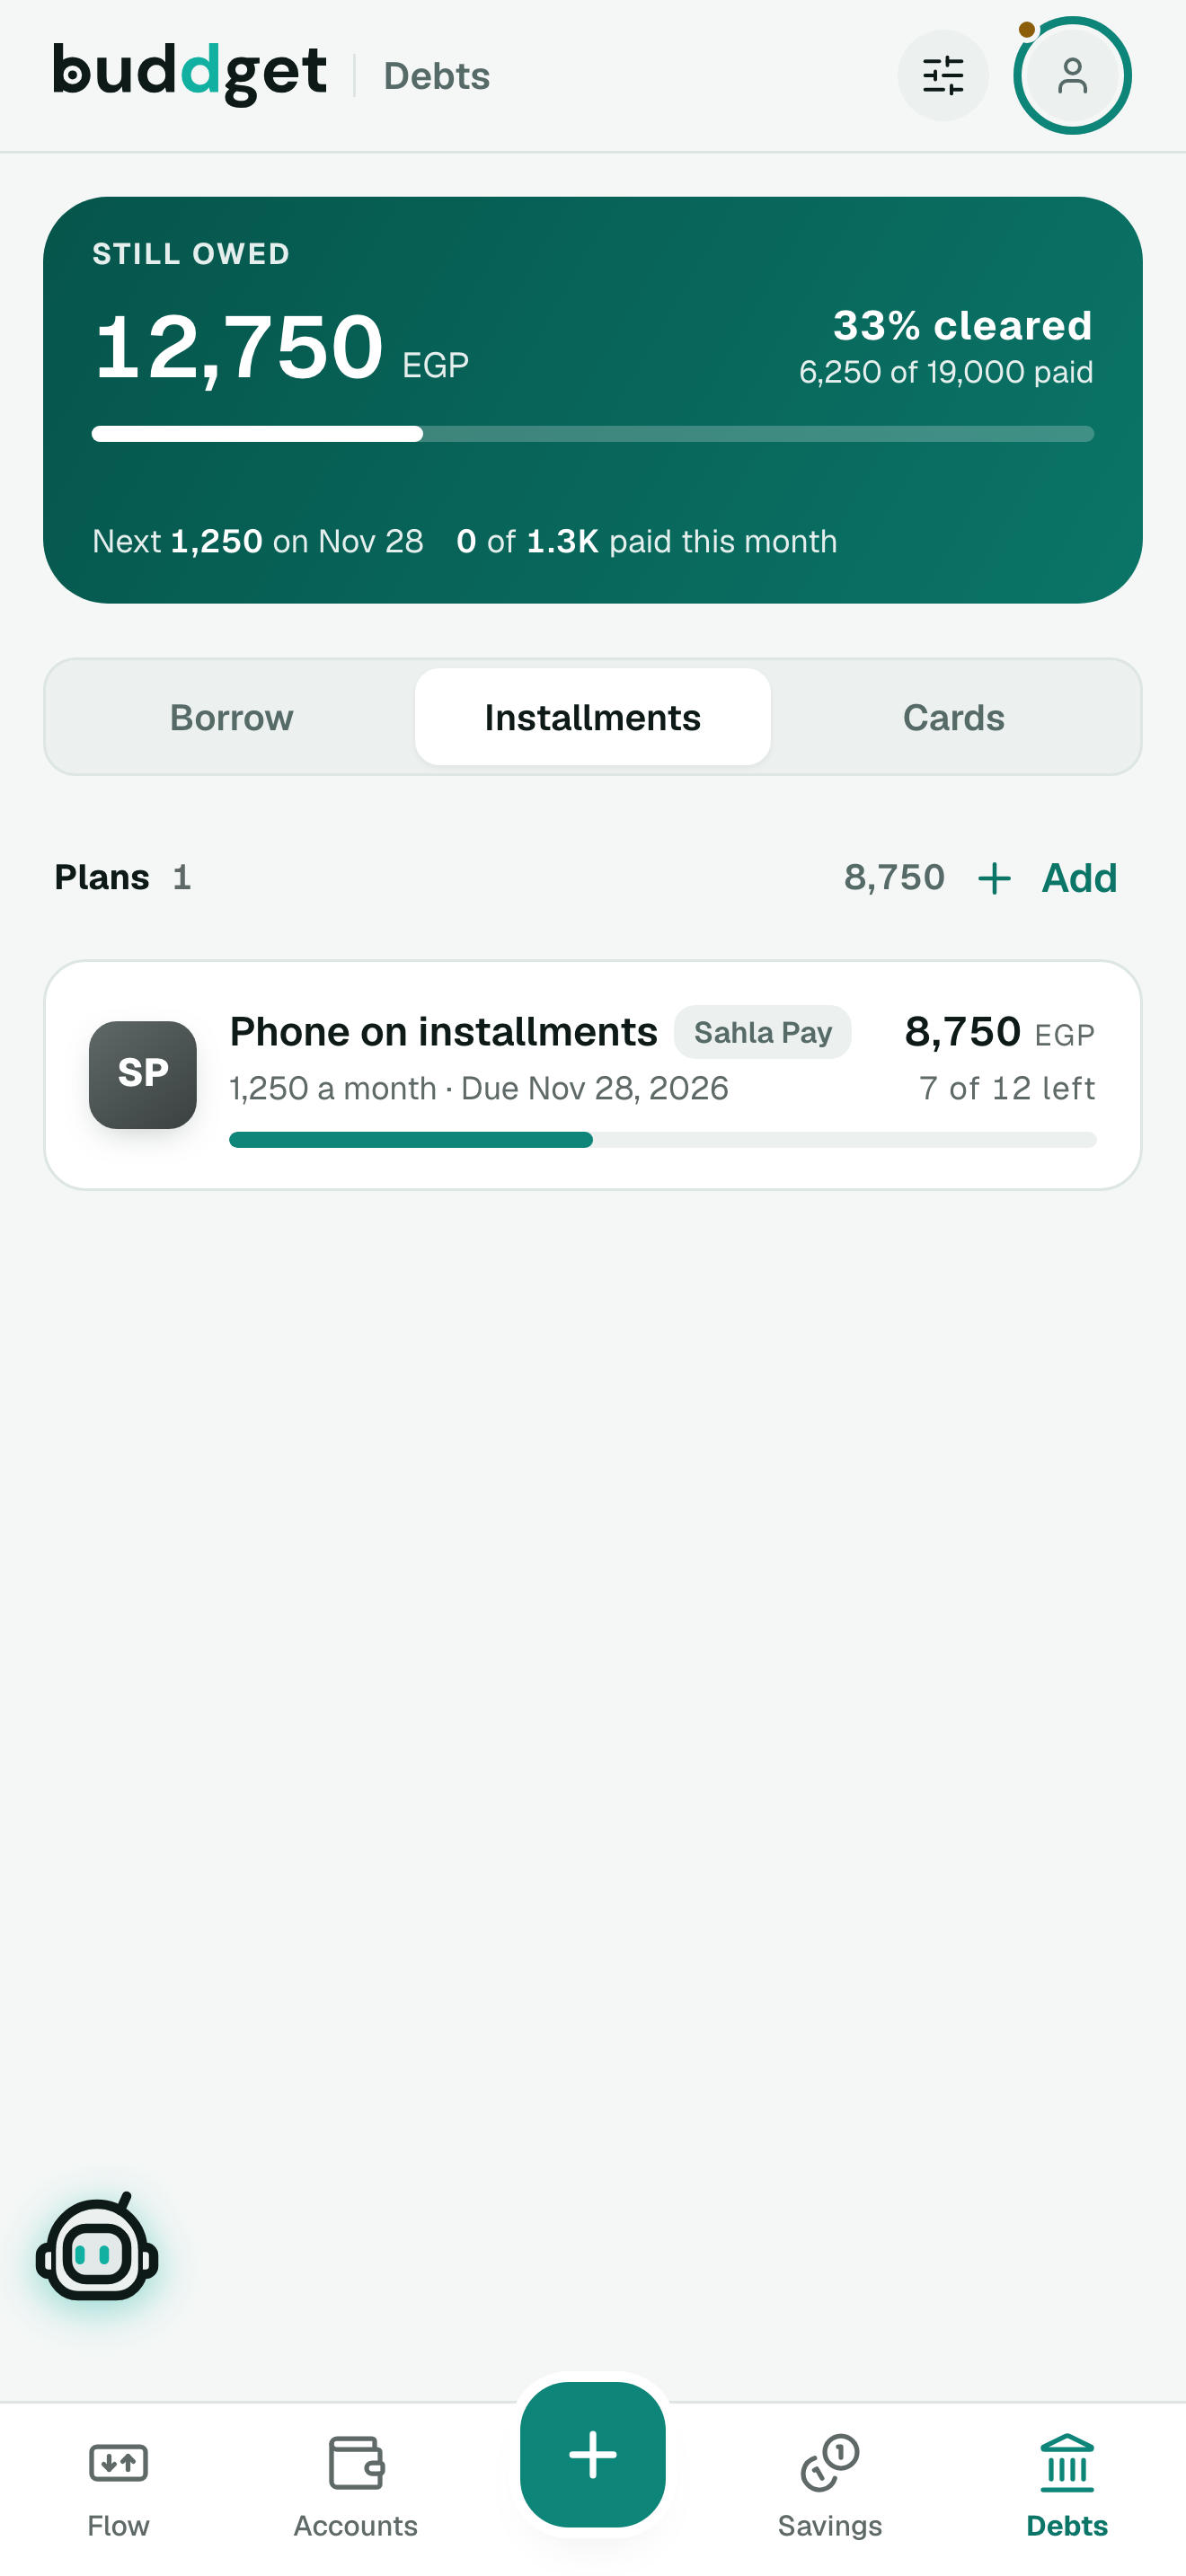 buddget | Debts
STILL OWED
12,750 EGP
33% cleared
6,250 of 19,000 paid
Next 1,250 on Nov 28 0 of 1.3K paid this month
Borrow Installments Cards
Plans 1 8,750 + Add
SP
Phone on installments Sahla Pay 8,750 EGP
1,250 a month · Due Nov 28, 2026 7 of 12 left
Flow Accounts Savings Debts